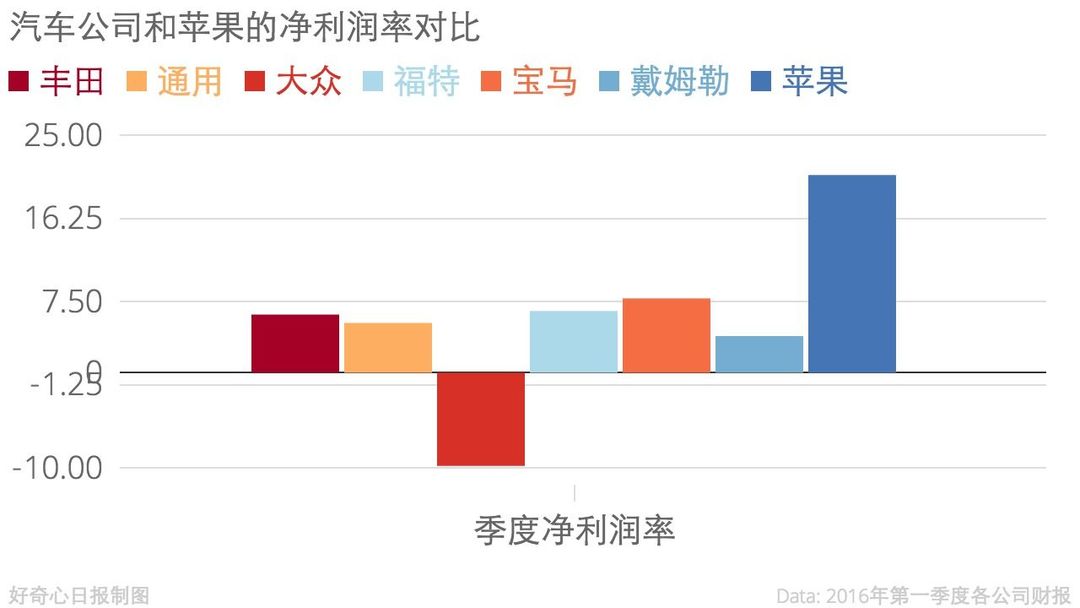 汽车公司和苹果的净利润率对比
丰田 通用 大众 福特 宝马 戴姆勒 苹果
25.00
16.25
7.50
0
-1.25
-10.00
季度净利润率
好奇心日报制图 Data: 2016年第一季度各公司财报